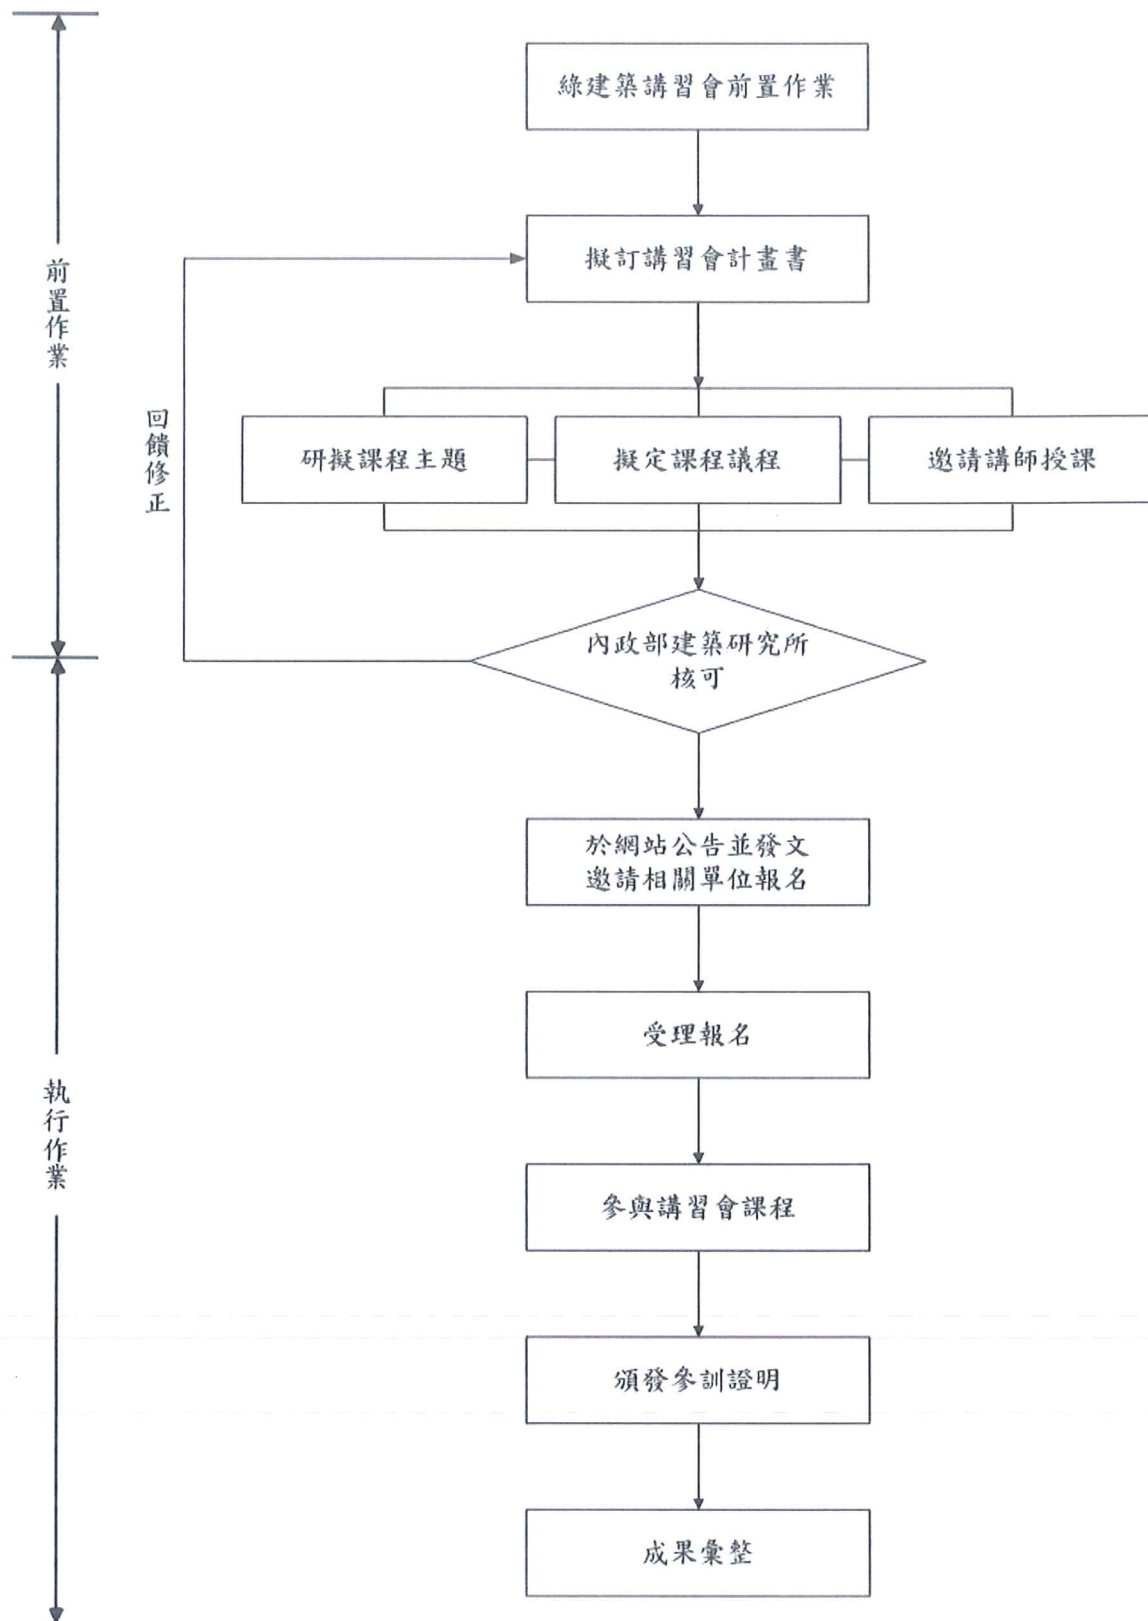 綠建築講習會前置作業
擬訂講習會計畫書
前置作業
回饋修正
研擬課程主題
擬定課程議程
邀請講師授課
內政部建築研究所
核可
於網站公告並發文
邀請相關單位報名
受理報名
執行作業
參與講習會課程
頒發參訓證明
成果彙整